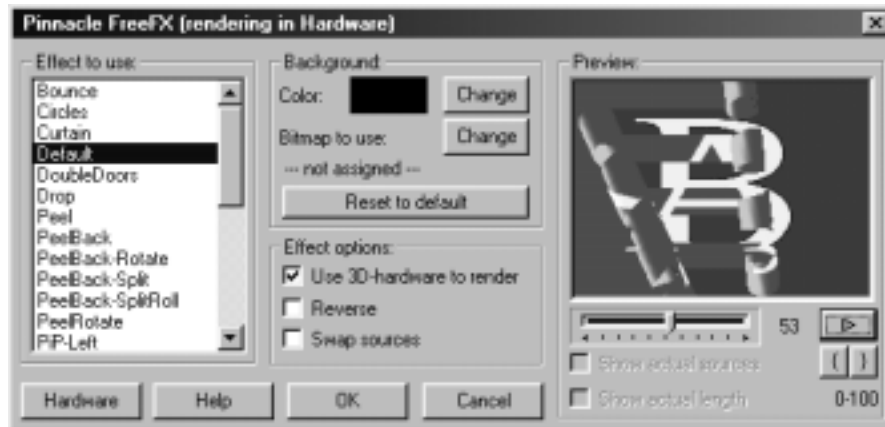 Pinnacle FreeFX (rendering in Hardware)
Effect to use:
Bounce
Circles
Curtain
Default
DoubleDoors
Drop
Peel
PeelBack
PeelBack-Rotate
PeelBack-Split
PeelBack-SplitRoll
PeelRotate
PiP-Left
Background:
Color:
Change
Bitmap to use:
Change
--- not assigned ---
Reset to default
Effect options:
Use 3D-hardware to render
Reverse
Swap sources
Preview:
B
53
Show actual sources
( )
Show actual length
0-100
Hardware
Help
OK
Cancel